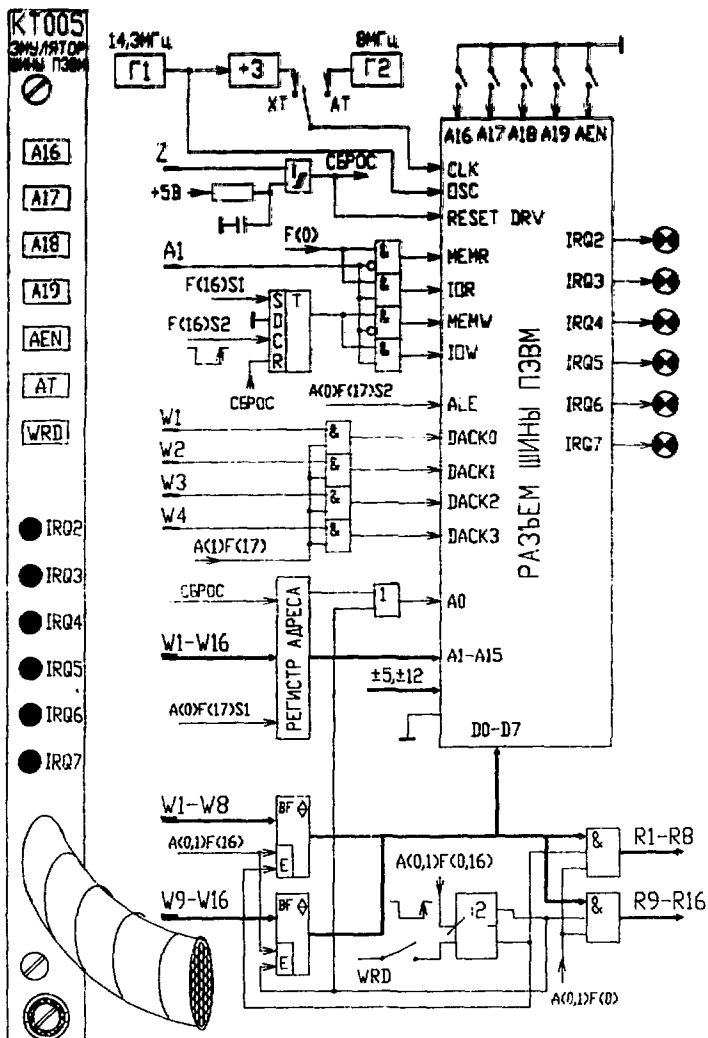 КТ005
ЭМУЛЯТОР
ШИНЫ ПЭВМ
A16
A17
A18
A19
AEN
AT
WRD
IRQ2
IRQ3
IRQ4
IRQ5
IRQ6
IRQ7
14,3МГц
Г1
÷3
8МГц
Г2
XT
AT
A16 A17 A18 A19 AEN
Z
СБРОС
+5В
CLK
OSC
RESET DRV
F(0)
A1
&
&
&
&
MEMR
IOR
MEMW
IOW
F(16)S1
F(16)S2
S T
D
C
R
СБРОС
A(0)F(17)S2
ALE
W1
W2
W3
W4
&
&
&
&
DACK0
DACK1
DACK2
DACK3
A(1)F(17)
РАЗЪЕМ ШИНЫ ПЭВМ
IRQ2
IRQ3
IRQ4
IRQ5
IRQ6
IRQ7
СБРОС
W1-W16
A(0)F(17)S1
РЕГИСТР АДРЕСА
1
A0
A1-A15
±5,±12
D0-D7
W1-W8
A(0,1)F(16)
BF
E
W9-W16
BF
E
A(0,1)F(0,16)
÷2
WRD
&
R1-R8
&
R9-R16
A(0,1)F(0)